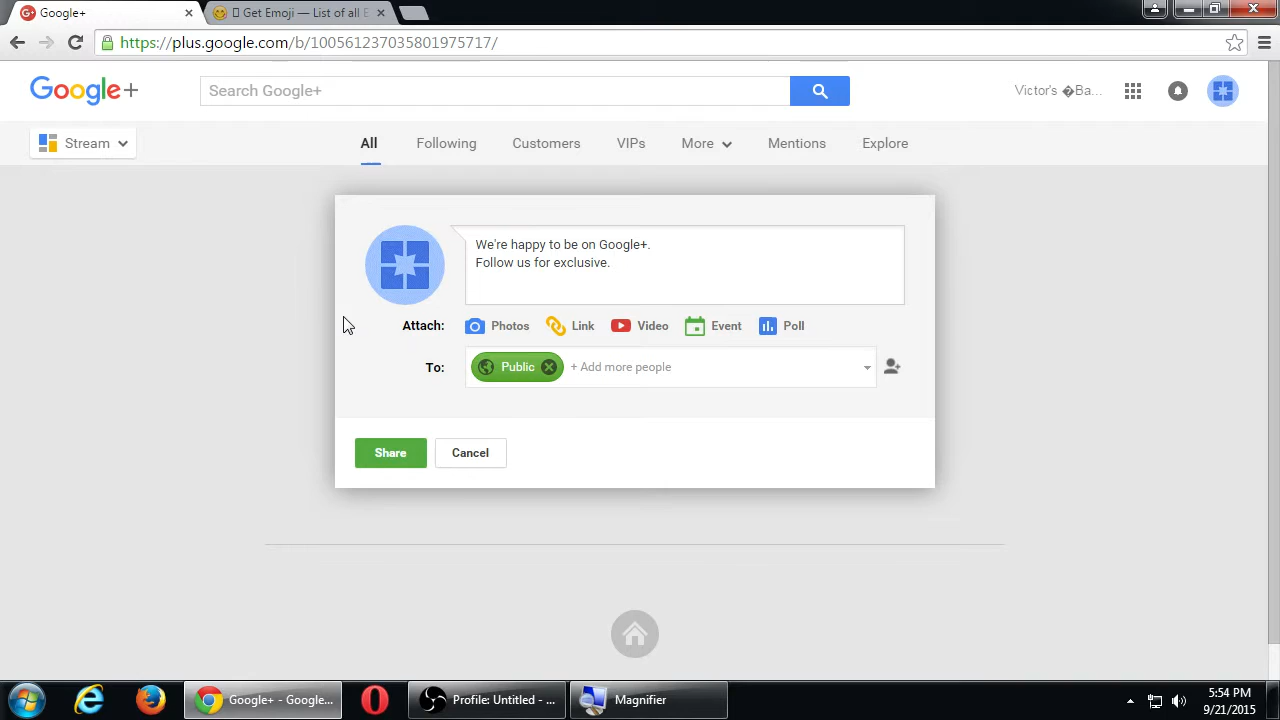 Google+
Get Emoji — List of all E
https://plus.google.com/b/100561237035801975717/
Google+
Search Google+
Victor's �Ba...
Stream
All
Following
Customers
VIPs
More
Mentions
Explore
We're happy to be on Google+.
Follow us for exclusive.
Attach:
Photos
Link
Video
Event
Poll
To:
Public
+ Add more people
Share
Cancel
Google+ - Google...
Profile: Untitled - ...
Magnifier
5:54 PM
9/21/2015